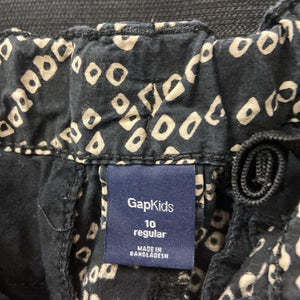 GapKids
10
regular
MADE IN
BANGLADESH